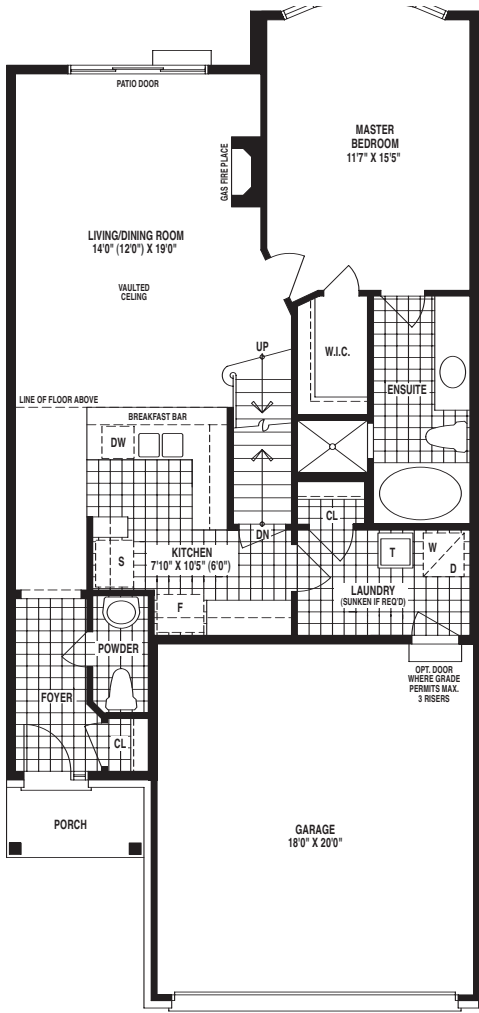 PATIO DOOR
MASTER
BEDROOM
11'7" X 15'5"
GAS FIRE PLACE
LIVING/DINING ROOM
14'0" (12'0") X 19'0"
VAULTED
CELING
UP
W.I.C.
ENSUITE
LINE OF FLOOR ABOVE
BREAKFAST BAR
DW
CL
DN
KITCHEN
7'10" X 10'5" (6'0")
S
T
W
D
LAUNDRY
(SUNKEN IF REQ'D)
F
POWDER
FOYER
OPT. DOOR
WHERE GRADE
PERMITS MAX.
3 RISERS
CL
PORCH
GARAGE
18'0" X 20'0"